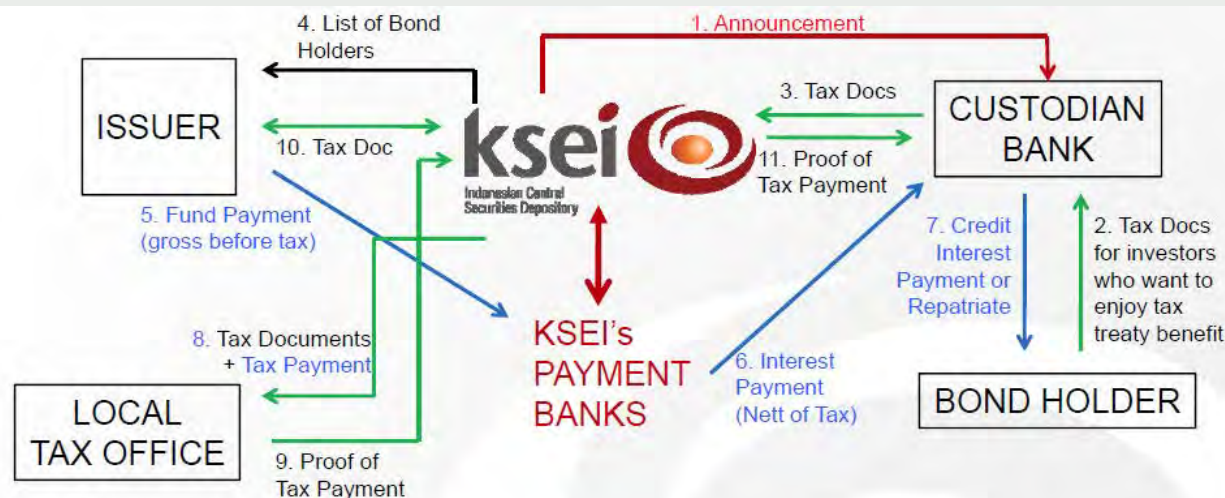 4. List of Bond
Holders
1. Announcement
ISSUER
3. Tax Docs
CUSTODIAN
BANK
10. Tax Doc
ksei
Indonesian Central
Securities Depository
11. Proof of
Tax Payment
5. Fund Payment
(gross before tax)
7. Credit
Interest
Payment or
Repatriate
2. Tax Docs
for investors
who want to
enjoy tax
treaty benefit
8. Tax Documents
+ Tax Payment
KSEI's
PAYMENT
BANKS
6. Interest
Payment
(Nett of Tax)
BOND HOLDER
LOCAL
TAX OFFICE
9. Proof of
Tax Payment